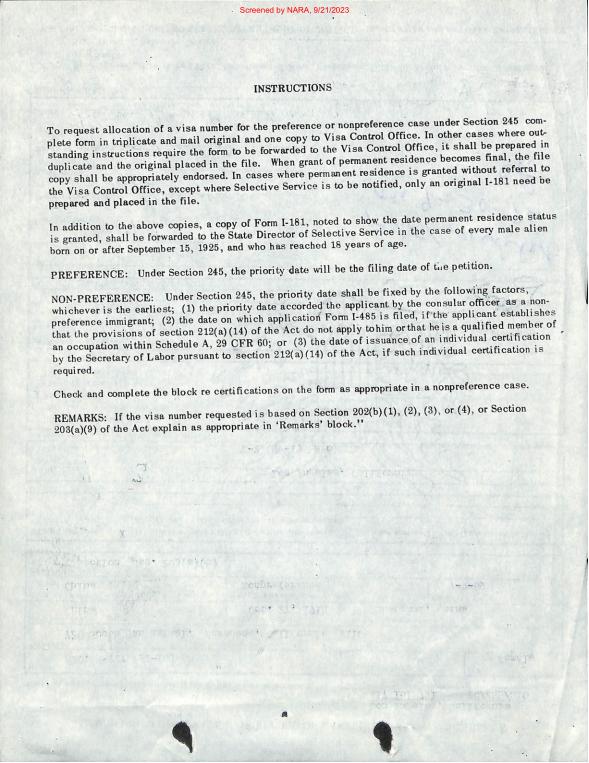 Screened by NARA, 9/21/2023
INSTRUCTIONS
To request allocation of a visa number for the preference or nonpreference case under Section 245 com-
plete form in triplicate and mail original and one copy to Visa Control Office. In other cases where out-
standing instructions require the form to be forwarded to the Visa Control Office, it shall be prepared in
duplicate and the original placed in the file. When grant of permanent residence becomes final, the file
copy shall be appropriately endorsed. In cases where permanent residence is granted without referral to
the Visa Control Office, except where Selective Service is to be notified, only an original I-181 need be
prepared and placed in the file.
In addition to the above copies, a copy of Form I-181, noted to show the date permanent residence status
is granted, shall be forwarded to the State Director of Selective Service in the case of every male alien
born on or after September 15, 1925, and who has reached 18 years of age.
PREFERENCE: Under Section 245, the priority date will be the filing date of the petition.
NON-PREFERENCE: Under Section 245, the priority date shall be fixed by the following factors,
whichever is the earliest; (1) the priority date accorded the applicant by the consular officer as a non-
preference immigrant; (2) the date on which application Form I-485 is filed, if the applicant establishes
that the provisions of section 212(a)(14) of the Act do not apply to him or that he is a qualified member of
an occupation within Schedule A, 29 CFR 60; or (3) the date of issuance of an individual certification
by the Secretary of Labor pursuant to section 212(a)(14) of the Act, if such individual certification is
required.
Check and complete the block re certifications on the form as appropriate in a nonpreference case.
REMARKS: If the visa number requested is based on Section 202(b)(1), (2), (3), or (4), or Section
203(a)(9) of the Act explain as appropriate in 'Remarks' block."